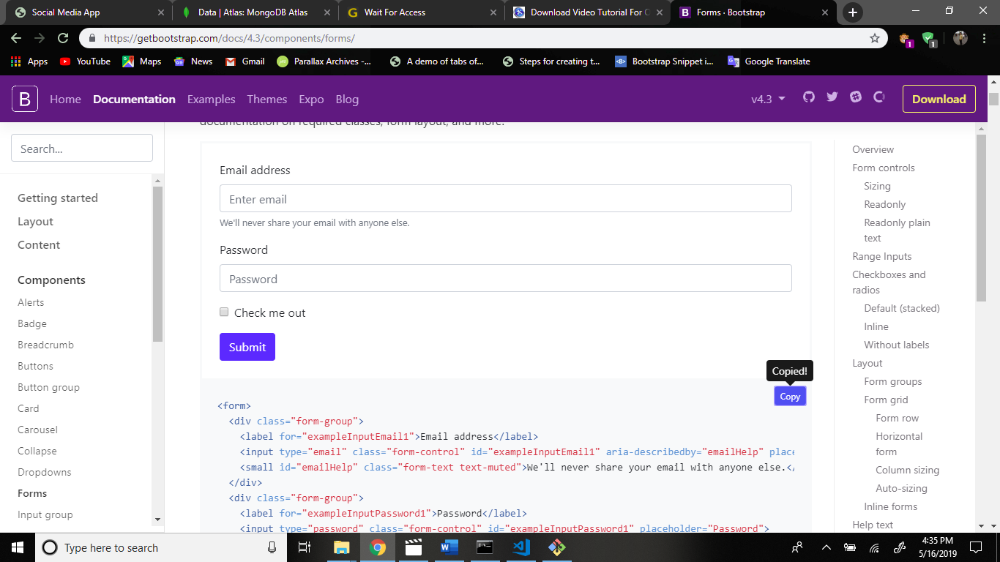 Social Media App
Data | Atlas: MongoDB Atlas
Wait For Access
Download Video Tutorial For C
Forms · Bootstrap
https://getbootstrap.com/docs/4.3/components/forms/
1
1
Apps
YouTube
Maps
News
Gmail
Parallax Archives -...
A demo of tabs of...
Steps for creating t...
Bootstrap Snippet i...
Google Translate
B
Home
Documentation
Examples
Themes
Expo
Blog
v4.3
Download
documentation on required classes, form layout, and more.
Search...
Getting started
Layout
Content
Components
Alerts
Badge
Breadcrumb
Buttons
Button group
Card
Carousel
Collapse
Dropdowns
Forms
Input group
Email address
Enter email
We'll never share your email with anyone else.
Password
Password
Check me out
Submit
Copied!
Copy
<form>
<div class="form-group">
<label for="exampleInputEmail1">Email address</label>
<input type="email" class="form-control" id="exampleInputEmail1" aria-describedby="emailHelp" place
<small id="emailHelp" class="form-text text-muted">We'll never share your email with anyone else.</
</div>
<div class="form-group">
<label for="exampleInputPassword1">Password</label>
<input type="password" class="form-control" id="exampleInputPassword1" placeholder="Password">
Overview
Form controls
Sizing
Readonly
Readonly plain
text
Range Inputs
Checkboxes and
radios
Default (stacked)
Inline
Without labels
Layout
Form groups
Form grid
Form row
Horizontal
form
Column sizing
Auto-sizing
Inline forms
Help text
Type here to search
4:35 PM
5/16/2019